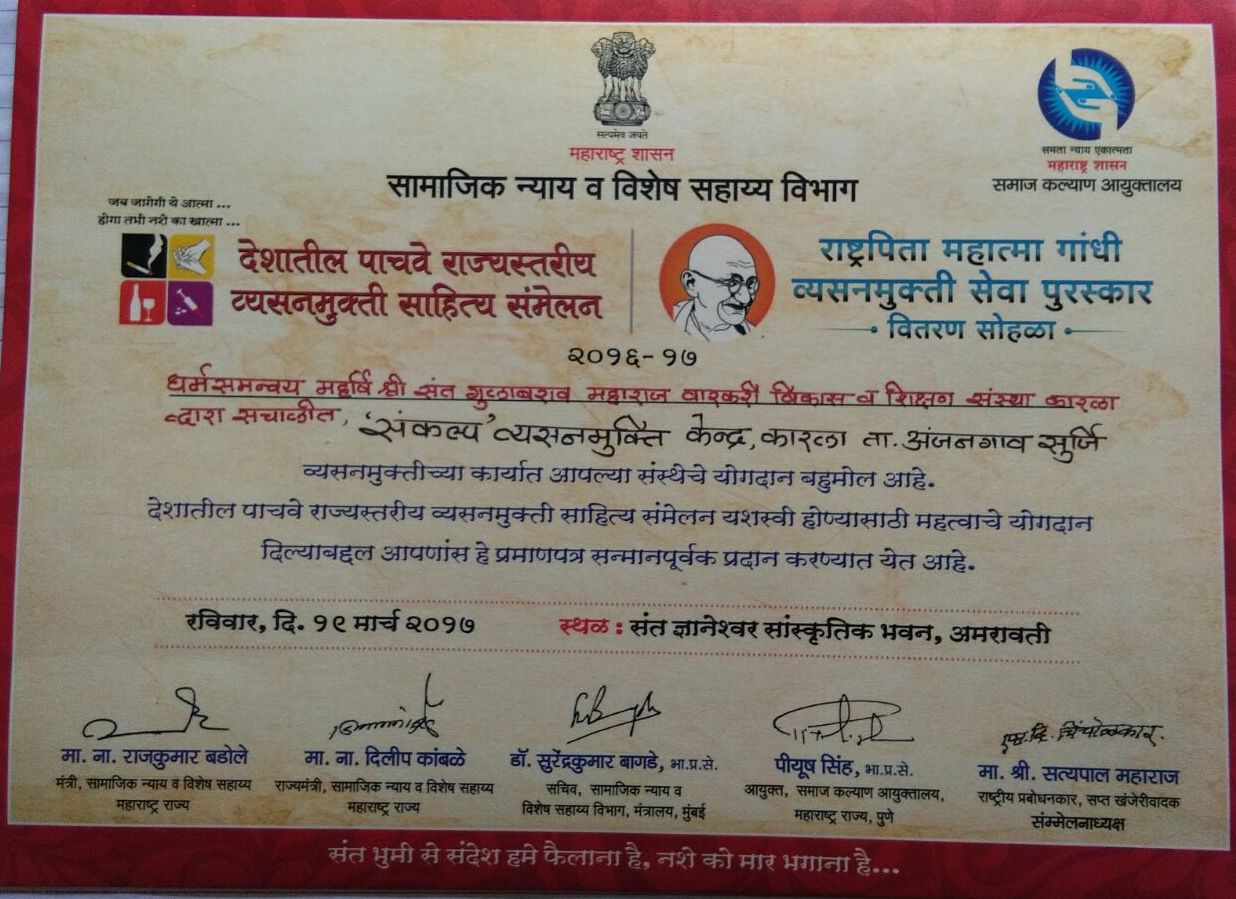 सत्यमेव जयते
महाराष्ट्र शासन
सामाजिक न्याय व विशेष सहाय्य विभाग
समता न्याय एकात्मता
महाराष्ट्र शासन
समाज कल्याण आयुक्तालय
जब जागेगी ये आत्मा ...
होगा तभी नशे का खात्मा ...
देशातील पाचवे राज्यस्तरीय
व्यसनमुक्ती साहित्य संमेलन
राष्ट्रपिता महात्मा गांधी
व्यसनमुक्ती सेवा पुरस्कार
वितरण सोहळा
२०१६-१७
धर्मसमन्वय महर्षि श्री संत गुलाबराव महाराज वारकरी विकास व शिक्षण संस्था कारला
द्वारा सचाळीत, 'संकल्प' व्यसनमुक्ति केन्द्र, कारला ता. अंजनगाव सुर्जि
व्यसनमुक्तीच्या कार्यात आपल्या संस्थेचे योगदान बहुमोल आहे.
देशातील पाचवे राज्यस्तरीय व्यसनमुक्ती साहित्य संमेलन यशस्वी होण्यासाठी महत्वाचे योगदान
दिल्याबद्दल आपणांस हे प्रमाणपत्र सन्मानपूर्वक प्रदान करण्यात येत आहे.
रविवार, दि. १९ मार्च २०१७ स्थळ : संत ज्ञानेश्वर सांस्कृतिक भवन, अमरावती
मा. ना. राजकुमार बडोले
मंत्री, सामाजिक न्याय व विशेष सहाय्य
महाराष्ट्र राज्य
मा. ना. दिलीप कांबळे
राज्यमंत्री, सामाजिक न्याय व विशेष सहाय्य
महाराष्ट्र राज्य
डॉ. सुरेंद्रकुमार बागडे, भा.प्र.से.
सचिव, सामाजिक न्याय व
विशेष सहाय्य विभाग, मंत्रालय, मुंबई
पीयूष सिंह, भा.प्र.से.
आयुक्त, समाज कल्याण आयुक्तालय,
महाराष्ट्र राज्य, पुणे
चिंचोळकर.
मा. श्री. सत्यपाल महाराज
राष्ट्रीय प्रबोधनकार, सप्त खंजेरीवादक
संम्मेलनाध्यक्ष
संत भुमी से संदेश हमे फैलाना है, नशे को मार भगाना है...